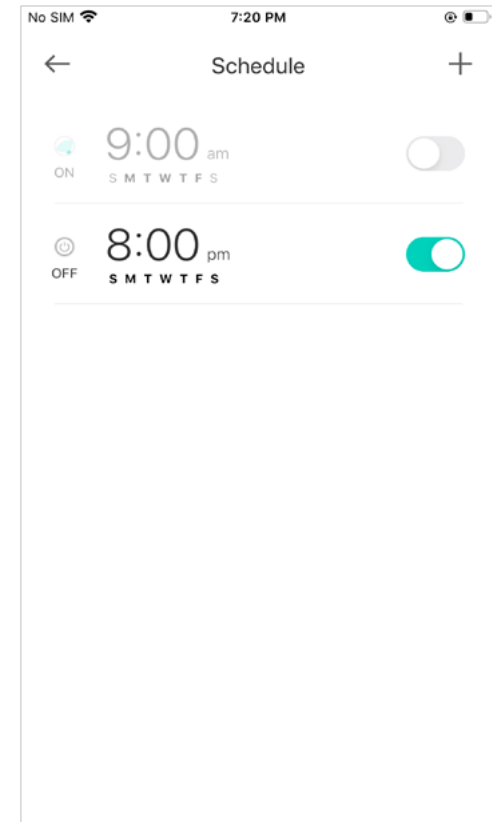 No SIM 7:20 PM
Schedule
9:00 am
ON
S M T W T F S
8:00 pm
OFF
S M T W T F S